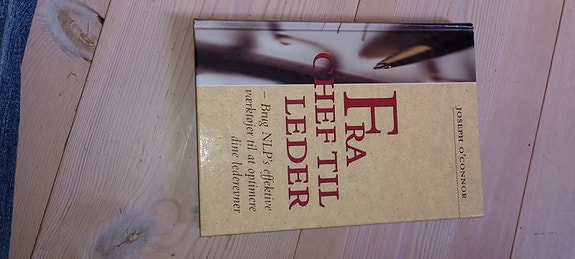 JOSEPH O'CONNOR
FRA
CHEF TIL
LEDER
– Brug NLP's effektive
værktøjer til at optimere
dine lederevner